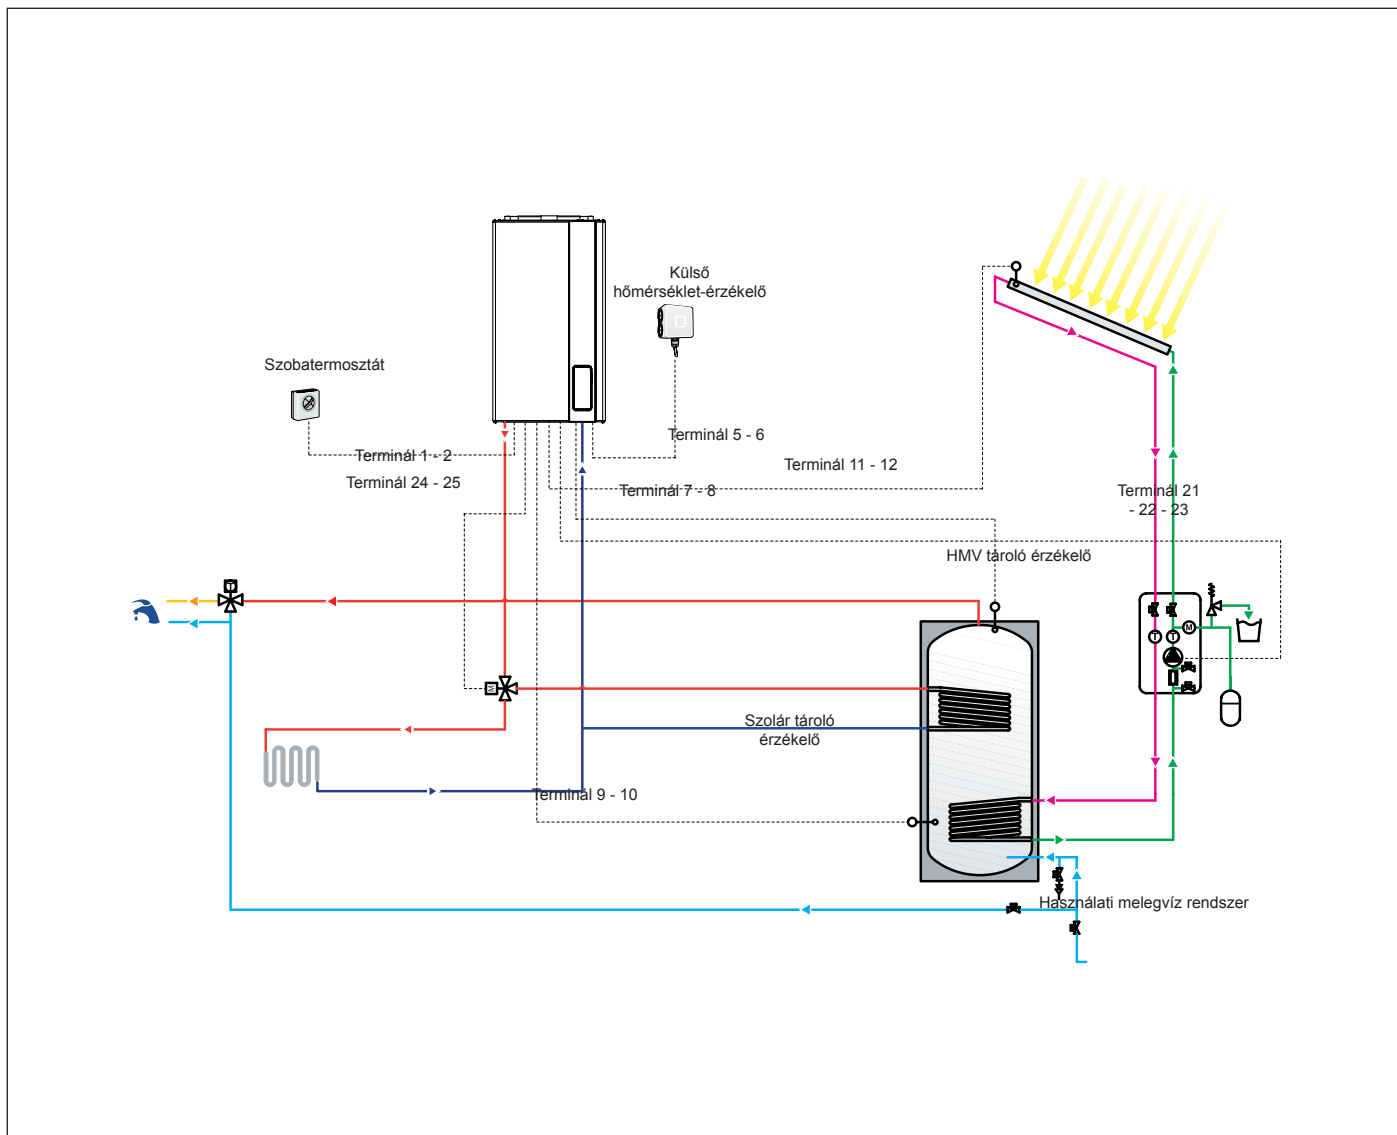 Külső
hőmérséklet-érzékelő
Szobatermosztát
Terminál 5 - 6
Terminál 1 - 2
Terminál 11 - 12
Terminál 24 - 25
Terminál 7 - 8
Terminál 21
- 22 - 23
HMV tároló érzékelő
T
M
T
T
M
Szolár tároló
érzékelő
Terminál 9 - 10
Használati melegvíz rendszer